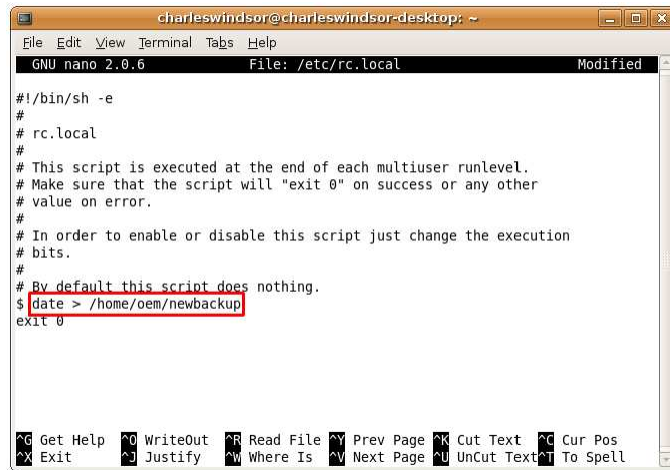 charleswindsor@charleswindsor-desktop: ~
File Edit View Terminal Tabs Help
GNU nano 2.0.6 File: /etc/rc.local Modified
#!/bin/sh -e
#
# rc.local
#
# This script is executed at the end of each multiuser runlevel.
# Make sure that the script will "exit 0" on success or any other
# value on error.
#
# In order to enable or disable this script just change the execution
# bits.
#
# By default this script does nothing.
$ date > /home/oem/newbackup
exit 0
^G Get Help ^O WriteOut ^R Read File ^Y Prev Page ^K Cut Text ^C Cur Pos
^X Exit ^J Justify ^W Where Is ^V Next Page ^U UnCut Text ^T To Spell